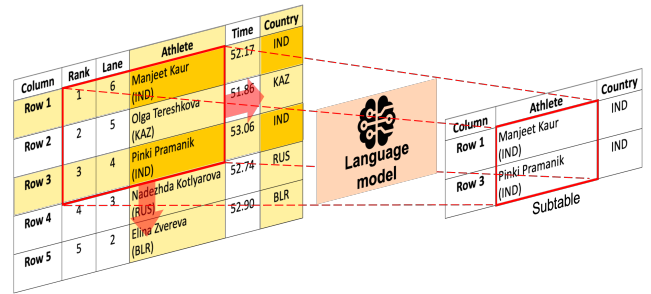 Column Rank Lane Athlete Time Country
Row 1 1 6 Manjeet Kaur 52.17 IND
(IND)
Row 2 2 5 Olga Tereshkova 51.86 KAZ
(KAZ)
Row 3 3 4 Pinki Pramanik 53.06 IND
(IND)
Row 4 4 3 Nadezhda Kotlyarova 52.74 RUS
(RUS)
Row 5 5 2 Elina Zvereva 52.90 BLR
(BLR)
Language
model
Column Athlete Country
Row 1 Manjeet Kaur IND
(IND)
Row 3 Pinki Pramanik IND
(IND)
Subtable